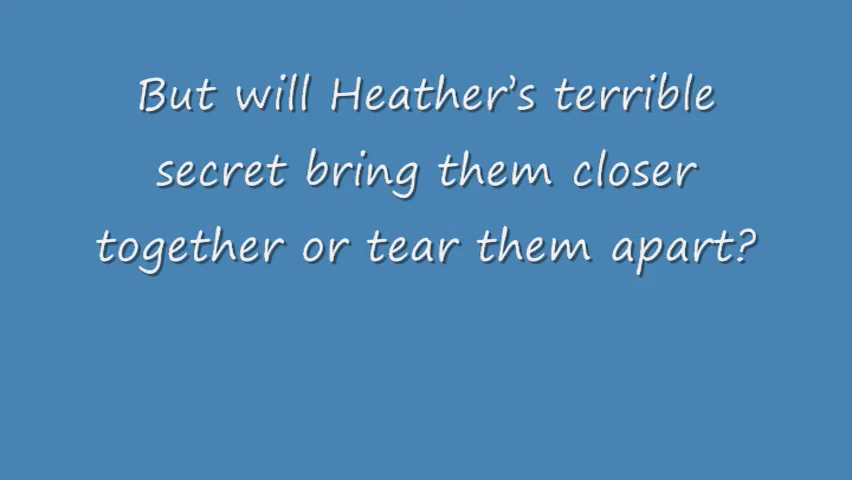 But will Heather’s terrible
secret bring them closer
together or tear them apart?